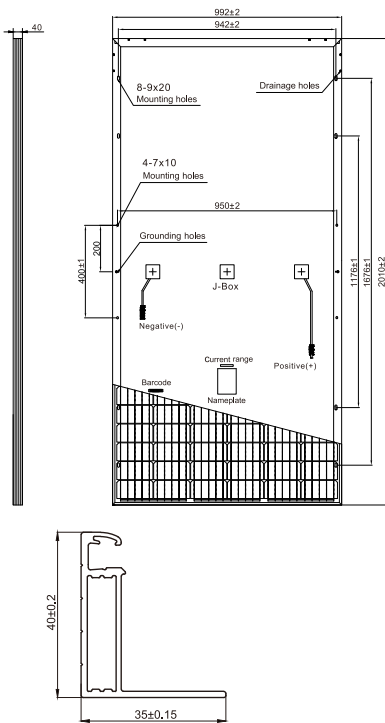 992±2
40
942±2
8-9x20
Mounting holes
Drainage holes
4-7x10
Mounting holes
950±2
200
400±1
Grounding holes
J-Box
Negative(-)
Positive(+)
1176±1
1676±1
2010±2
Current range
Barcode
Nameplate
40±0.2
35±0.15